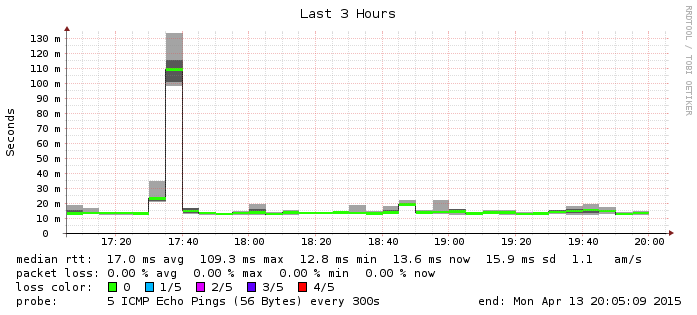 Last 3 Hours
RRDTOOL / TOBI OETIKER
Seconds
130 m
120 m
110 m
100 m
90 m
80 m
70 m
60 m
50 m
40 m
30 m
20 m
10 m
0
17:20 17:40 18:00 18:20 18:40 19:00 19:20 19:40 20:00
median rtt: 17.0 ms avg 109.3 ms max 12.8 ms min 13.6 ms now 15.9 ms sd 1.1 am/s
packet loss: 0.00 % avg 0.00 % max 0.00 % min 0.00 % now
loss color: 0 1/5 2/5 3/5 4/5
probe: 5 ICMP Echo Pings (56 Bytes) every 300s end: Mon Apr 13 20:05:09 2015